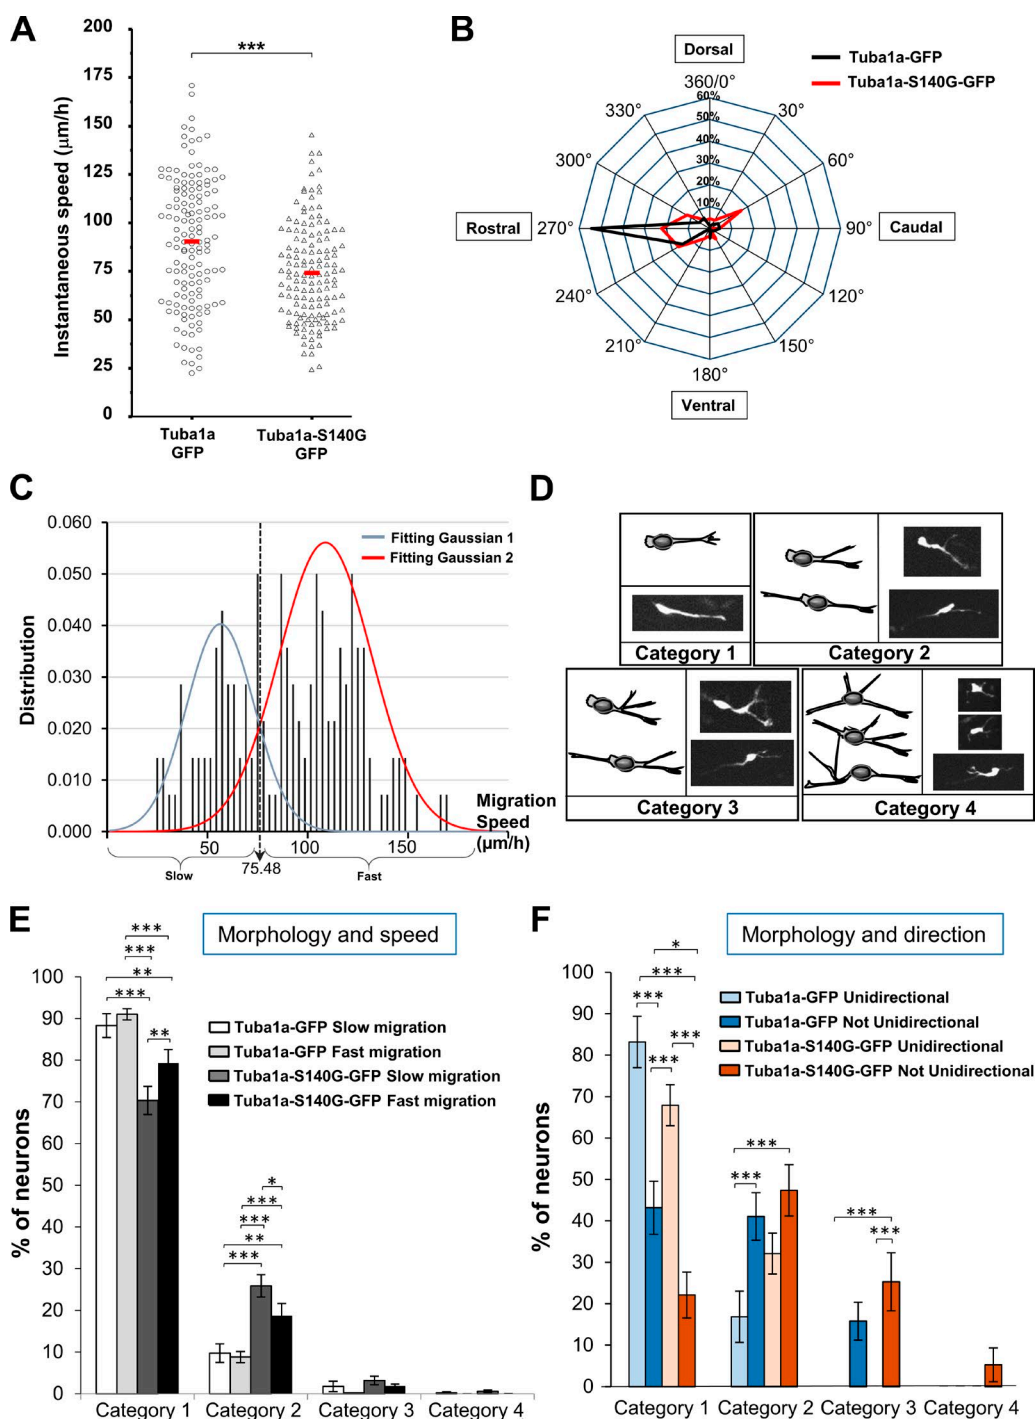 A
200
175
150
125
100
75
50
25
0
Instantaneous speed (µm/h)
***
Tuba1a
GFP
Tuba1a-S140G
GFP
B
Dorsal
360/0°
Tuba1a-GFP
Tuba1a-S140G-GFP
60%
50%
40%
30%
20%
10%
30°
60°
90°
120°
150°
180°
210°
240°
270°
300°
330°
Rostral
Caudal
Ventral
C
0.060
0.050
0.040
0.030
0.020
0.010
0.000
Distribution
Fitting Gaussian 1
Fitting Gaussian 2
50
100
150
75.48
Slow
Fast
Migration
Speed
(µm/h)
D
Category 1
Category 2
Category 3
Category 4
E
Morphology and speed
100
90
80
70
60
50
40
30
20
10
0
% of neurons
***
***
**
***
**
Tuba1a-GFP Slow migration
Tuba1a-GFP Fast migration
Tuba1a-S140G-GFP Slow migration
Tuba1a-S140G-GFP Fast migration
*
***
***
**
***
Category 1
Category 2
Category 3
Category 4
F
Morphology and direction
100
90
80
70
60
50
40
30
20
10
0
% of neurons
*
***
***
***
***
Tuba1a-GFP Unidirectional
Tuba1a-GFP Not Unidirectional
Tuba1a-S140G-GFP Unidirectional
Tuba1a-S140G-GFP Not Unidirectional
***
***
***
***
Category 1
Category 2
Category 3
Category 4